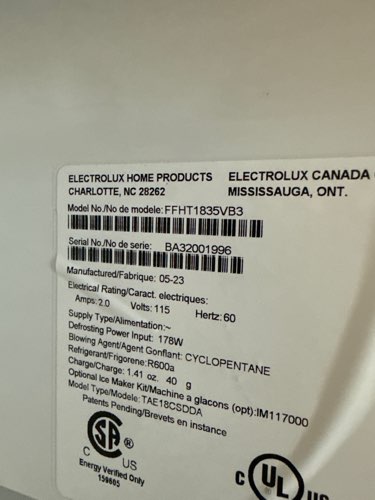 ELECTROLUX HOME PRODUCTS ELECTROLUX CANADA
CHARLOTTE, NC 28262 MISSISSAUGA, ONT.
Model No./No de modele: FFHT1835VB3
Serial No./No de serie: BA32001996
Manufactured/Fabrique: 05-23
Electrical Rating/Caract. electriques:
Amps: 2.0 Volts: 115 Hertz: 60
Supply Type/Alimentation:~
Defrosting Power Input: 178W
Blowing Agent/Agent Gonflant: CYCLOPENTANE
Refrigerant/Frigorene: R600a
Charge/Charge: 1.41 oz. 40 g
Optional Ice Maker Kit/Machine a glacons (opt):IM117000
Model Type/Modele: TAE18CSDDA
Patents Pending/Brevets en instance
SA
C US
Energy Verified Only
159805
C UL US